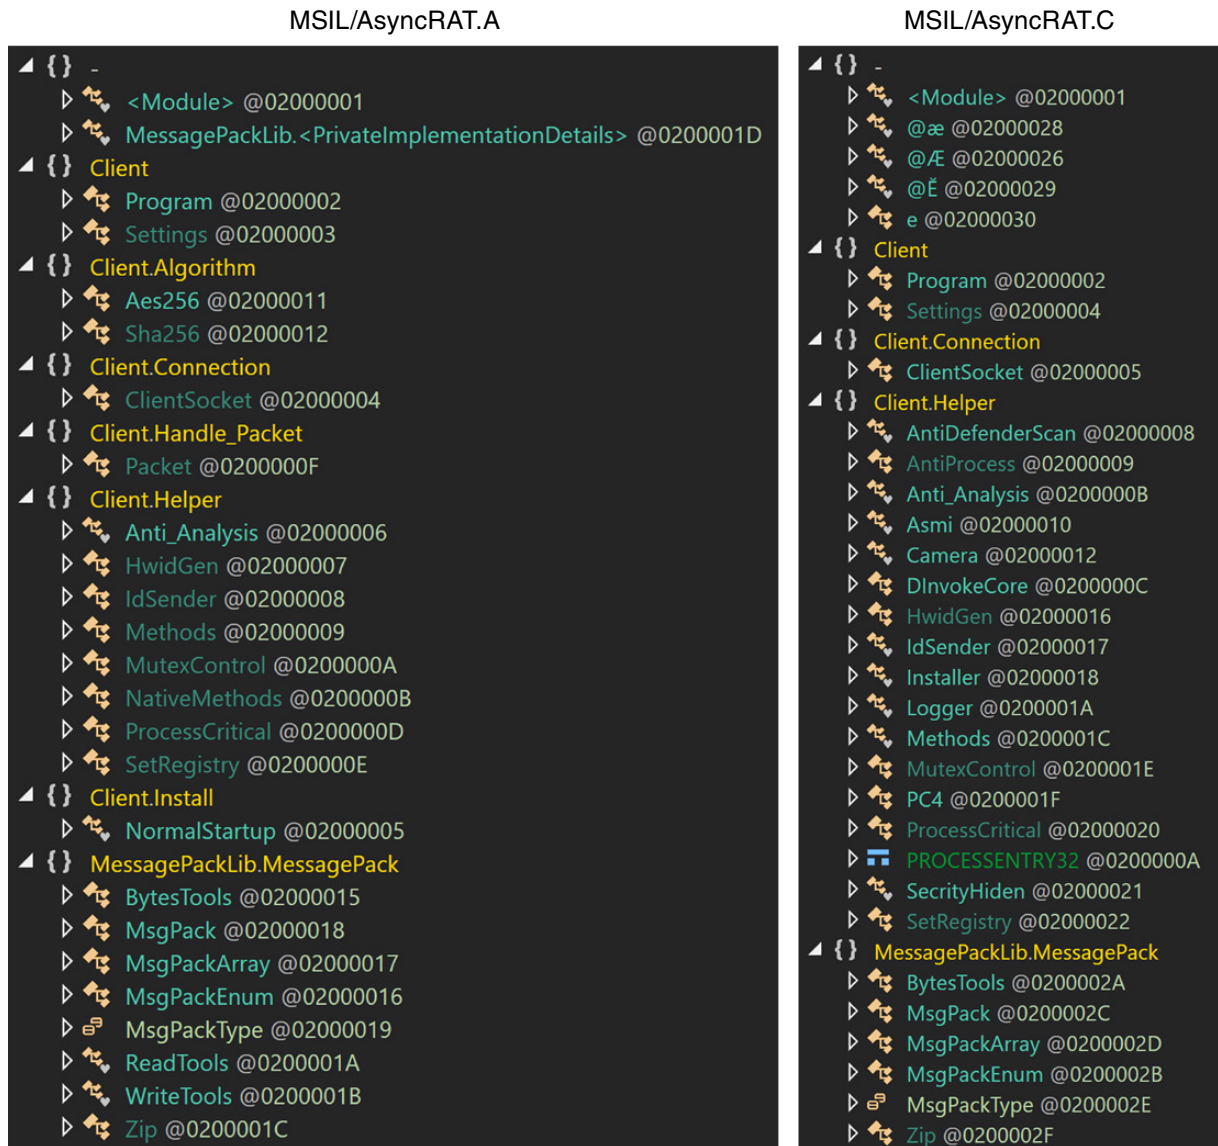 MSIL/AsyncRAT.A
{} -
<Module> @02000001
MessagePackLib.<PrivateImplementationDetails> @0200001D
{} Client
Program @02000002
Settings @02000003
{} Client.Algorithm
Aes256 @02000011
Sha256 @02000012
{} Client.Connection
ClientSocket @02000004
{} Client.Handle_Packet
Packet @0200000F
{} Client.Helper
Anti_Analysis @02000006
HwidGen @02000007
IdSender @02000008
Methods @02000009
MutexControl @0200000A
NativeMethods @0200000B
ProcessCritical @0200000D
SetRegistry @0200000E
{} Client.Install
NormalStartup @02000005
{} MessagePackLib.MessagePack
BytesTools @02000015
MsgPack @02000018
MsgPackArray @02000017
MsgPackEnum @02000016
MsgPackType @02000019
ReadTools @0200001A
WriteTools @0200001B
Zip @0200001C
MSIL/AsyncRAT.C
{} -
<Module> @02000001
@æ @02000028
@Æ @02000026
@Ĕ @02000029
e @02000030
{} Client
Program @02000002
Settings @02000004
{} Client.Connection
ClientSocket @02000005
{} Client.Helper
AntiDefenderScan @02000008
AntiProcess @02000009
Anti_Analysis @0200000B
Asmi @02000010
Camera @02000012
DInvokeCore @0200000C
HwidGen @02000016
IdSender @02000017
Installer @02000018
Logger @0200001A
Methods @0200001C
MutexControl @0200001E
PC4 @0200001F
ProcessCritical @02000020
PROCESSENTRY32 @0200000A
SecrityHiden @02000021
SetRegistry @02000022
{} MessagePackLib.MessagePack
BytesTools @0200002A
MsgPack @0200002C
MsgPackArray @0200002D
MsgPackEnum @0200002B
MsgPackType @0200002E
Zip @0200002F